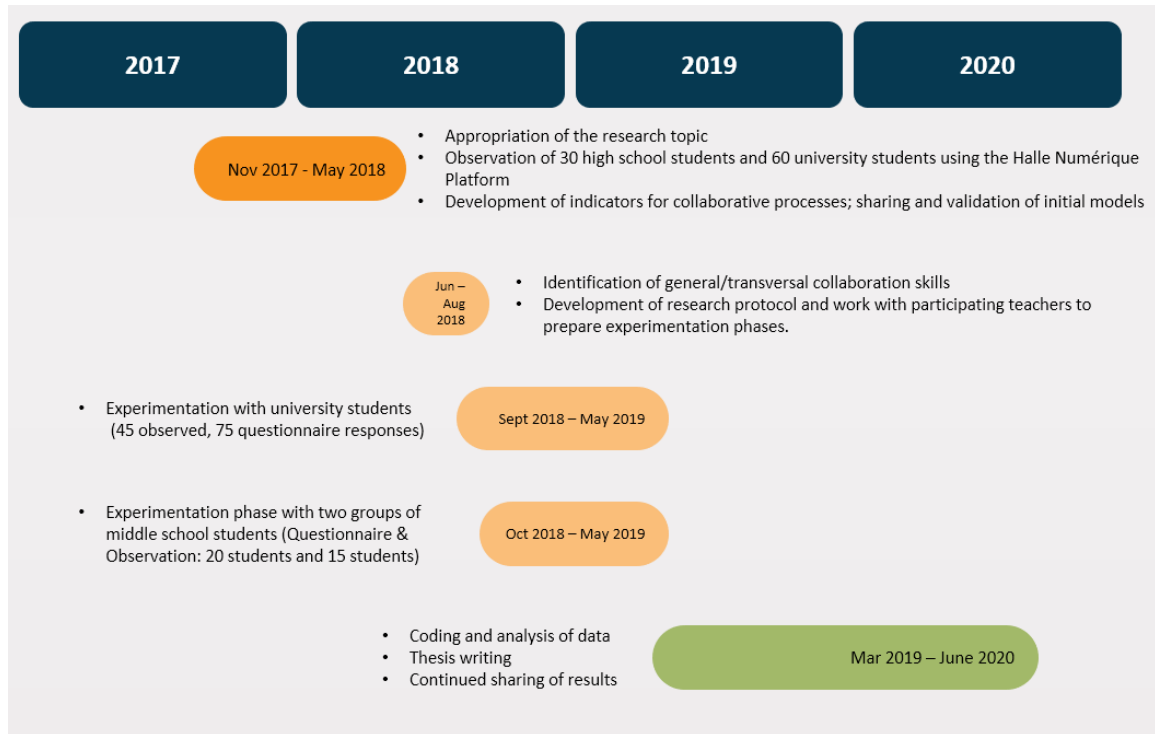 2017
2018
2019
2020
Nov 2017 - May 2018
• Appropriation of the research topic
• Observation of 30 high school students and 60 university students using the Halle Numérique
Platform
• Development of indicators for collaborative processes; sharing and validation of initial models
Jun –
Aug
2018
• Identification of general/transversal collaboration skills
• Development of research protocol and work with participating teachers to
prepare experimentation phases.
• Experimentation with university students
(45 observed, 75 questionnaire responses)
Sept 2018 – May 2019
• Experimentation phase with two groups of
middle school students (Questionnaire &
Observation: 20 students and 15 students)
Oct 2018 – May 2019
• Coding and analysis of data
• Thesis writing
• Continued sharing of results
Mar 2019 – June 2020